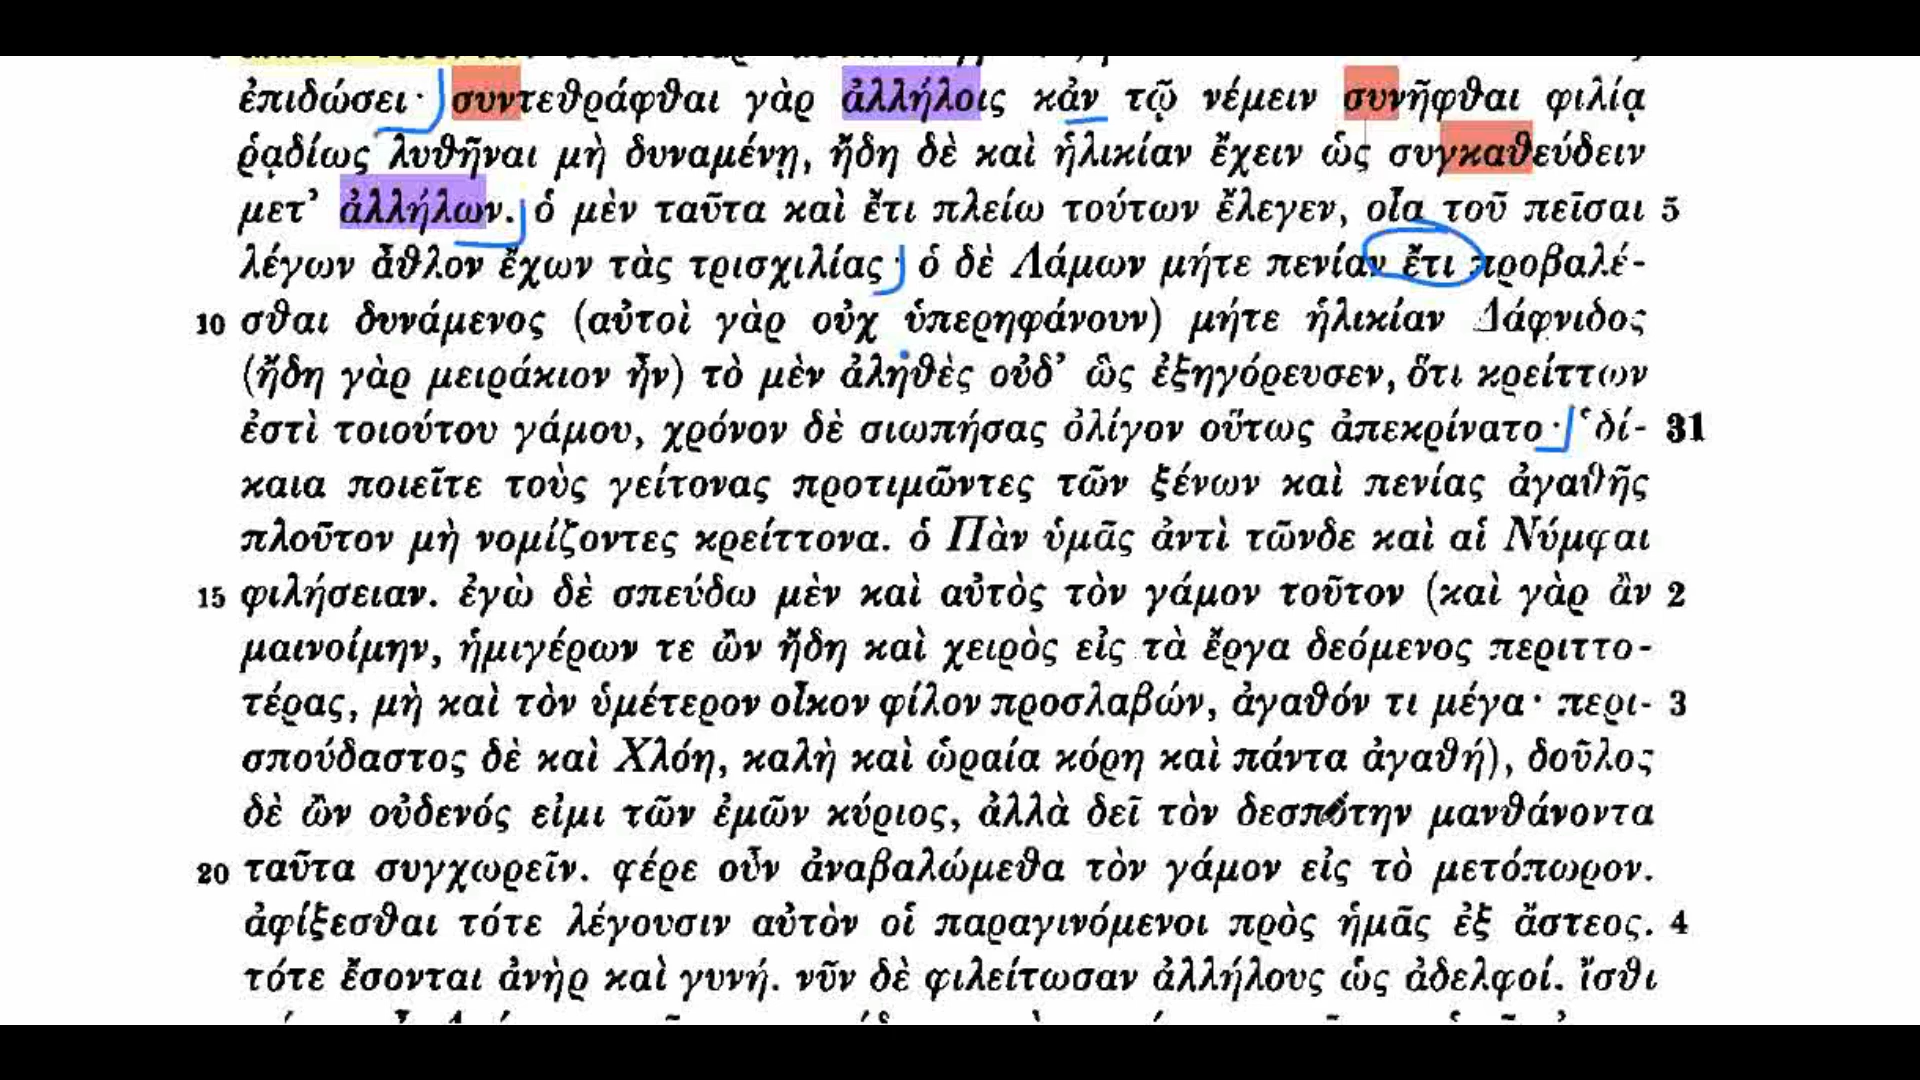 ἐπιδώσει· συντεθράφθαι γὰρ ἀλλήλοις κἀν τῷ νέμειν συνῆφθαι φιλίᾳ
ῥᾳδίως λυθῆναι μὴ δυναμένῃ, ἤδη δὲ καὶ ἡλικίαν ἔχειν ὡς συγκαθεύδειν
μετ’ ἀλλήλων. ὁ μὲν ταῦτα καὶ ἔτι πλείω τούτων ἔλεγεν, οἷα τοῦ πεῖσαι 5
λέγων ἆθλον ἔχων τὰς τρισχιλίας· ὁ δὲ Λάμων μήτε πενίαν ἔτι προβαλέ-
10 σθαι δυνάμενος (αὐτοὶ γὰρ οὐχ ὑπερηφάνουν) μήτε ἡλικίαν Δάφνιδος
(ἤδη γὰρ μειράκιον ἦν) τὸ μὲν ἀληθὲς οὐδ’ ὣς ἐξηγόρευσεν, ὅτι κρείττων
ἐστὶ τοιούτου γάμου, χρόνον δὲ σιωπήσας ὀλίγον οὕτως ἀπεκρίνατο· ‘δί- 31
καια ποιεῖτε τοὺς γείτονας προτιμῶντες τῶν ξένων καὶ πενίας ἀγαθῆς
πλοῦτον μὴ νομίζοντες κρείττονα. ὁ Πὰν ὑμᾶς ἀντὶ τῶνδε καὶ αἱ Νύμφαι
15 φιλήσειαν. ἐγὼ δὲ σπεύδω μὲν καὶ αὐτὸς τὸν γάμον τοῦτον (καὶ γὰρ ἂν 2
μαινοίμην, ἡμιγέρων τε ὢν ἤδη καὶ χειρὸς εἰς τὰ ἔργα δεόμενος περιττο-
τέρας, μὴ καὶ τὸν ὑμέτερον οἶκον φίλον προσλαβών, ἀγαθόν τι μέγα· περι- 3
σπούδαστος δὲ καὶ Χλόη, καλὴ καὶ ὡραία κόρη καὶ πάντα ἀγαθή), δοῦλος
δὲ ὢν οὐδενός εἰμι τῶν ἐμῶν κύριος, ἀλλὰ δεῖ τὸν δεσπότην μανθάνοντα
20 ταῦτα συγχωρεῖν. φέρε οὖν ἀναβαλώμεθα τὸν γάμον εἰς τὸ μετόπωρον.
ἀφίξεσθαι τότε λέγουσιν αὐτὸν οἱ παραγινόμενοι πρὸς ἡμᾶς ἐξ ἄστεος. 4
τότε ἔσονται ἀνὴρ καὶ γυνή. νῦν δὲ φιλείτωσαν ἀλλήλους ὡς ἀδελφοί. ἴσθι